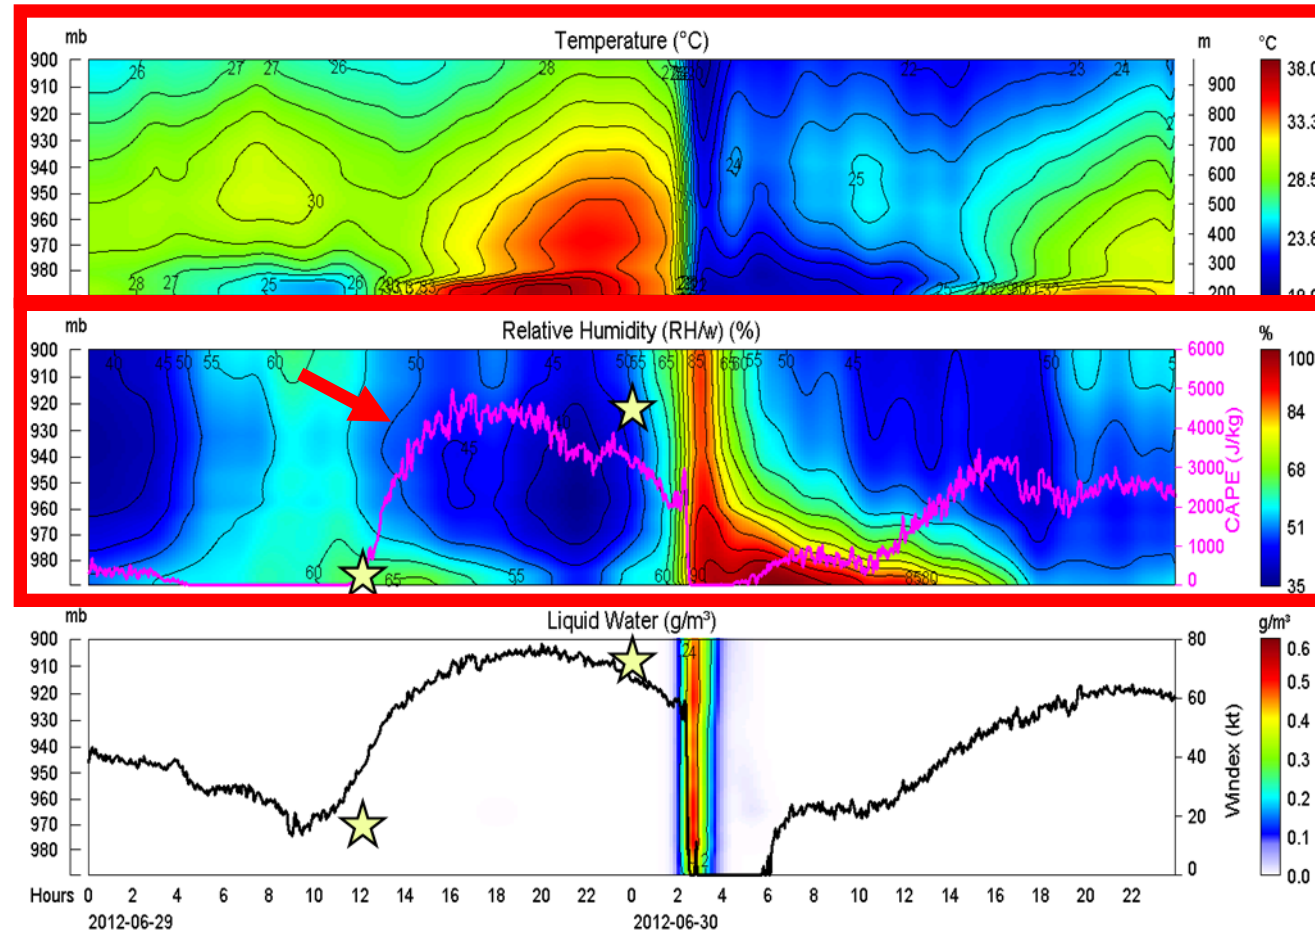 mb Temperature (°C) m °C
900 26 27 27 26 28 22 23 24 38.0
910 900
920 800
930 700
940 24 600 28.5
950 25 500
960 30 400 23.8
970 300
980 28 27 25 26 25 200
mb Relative Humidity (RH/w) (%) %
900 40 45 50 55 60 50 45 65 85 55 50 45 60 6000 100
910 5000
920 84
930 4000
940 45 3000 68
950 2000
960 51
970 1000
980 60 65 55 60 90 85 80 0 35
CAPE (J/kg)
mb Liquid Water (g/m³) g/m³
900 24 80 0.6
910 0.5
920 60
930 0.4
940 40 0.3
950
960 20 0.2
970 0.1
980 0 0.0
Windex (kt)
Hours 0 2 4 6 8 10 12 14 16 18 20 22 0 2 4 6 8 10 12 14 16 18 20 22
2012-06-29 2012-06-30